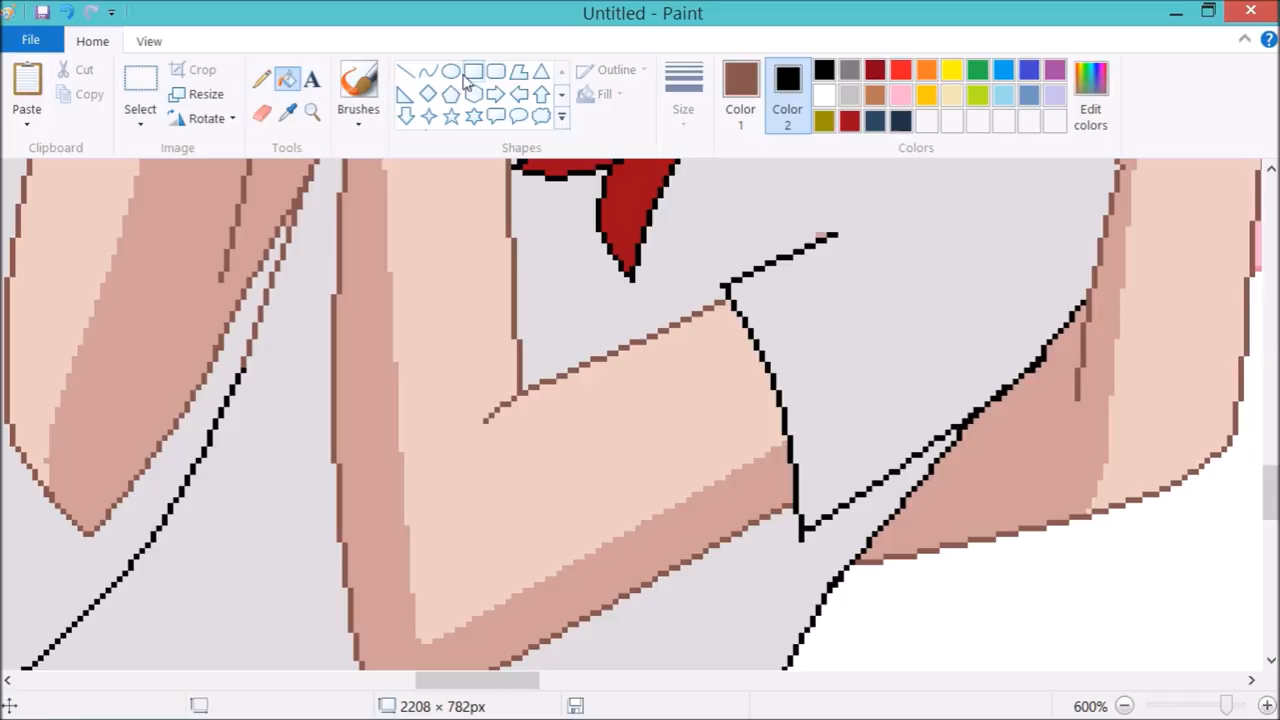 Untitled - Paint
File
Home
View
Cut
Copy
Paste
Clipboard
Select
Crop
Resize
Rotate
Image
A
Tools
Brushes
Shapes
Outline
Fill
Size
Color
1
Color
2
Edit
colors
Colors
2208 × 782px
600%